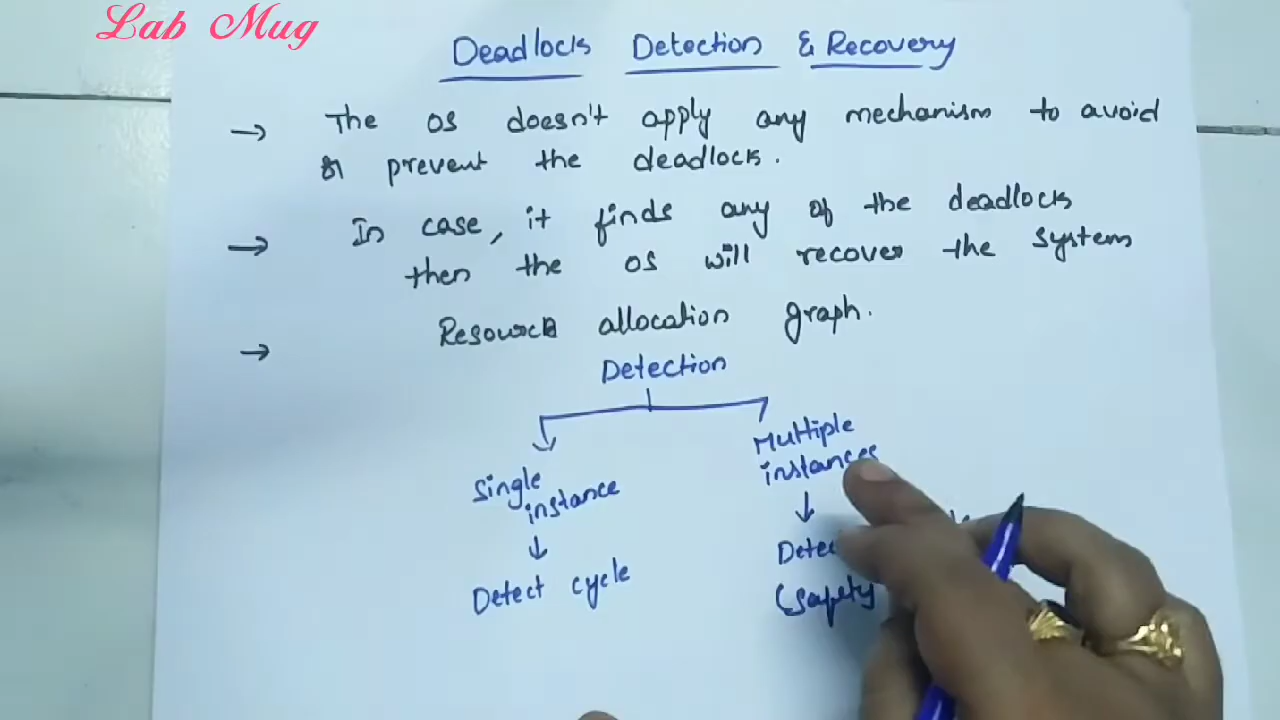 Lab Mug
Deadlocks Detection & Recovery
→ The OS doesn't apply any mechanism to avoid
or prevent the deadlock.
→ In case, it finds any of the deadlocks
then the OS will recover the system
→ Resource allocation graph.
Detection
Single instance
Multiple instances
↓
↓
Detect cycle
(Safety